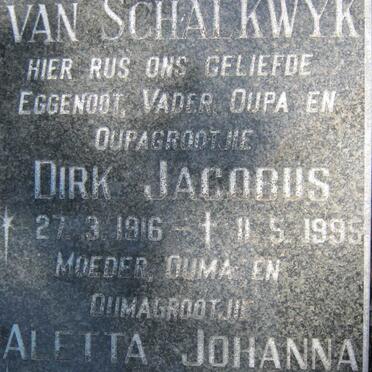 VAN SCHALKWYK
HIER RUS ONS GELIEFDE
EGGENOOT, VADER OUPA EN
OUPAGROOTJIE
DIRK JACOBUS
* 27.3.1916 - † 11.5.1995
MOEDER, OUMA EN
OUMAGROOTJIE
ALETTA JOHANNA